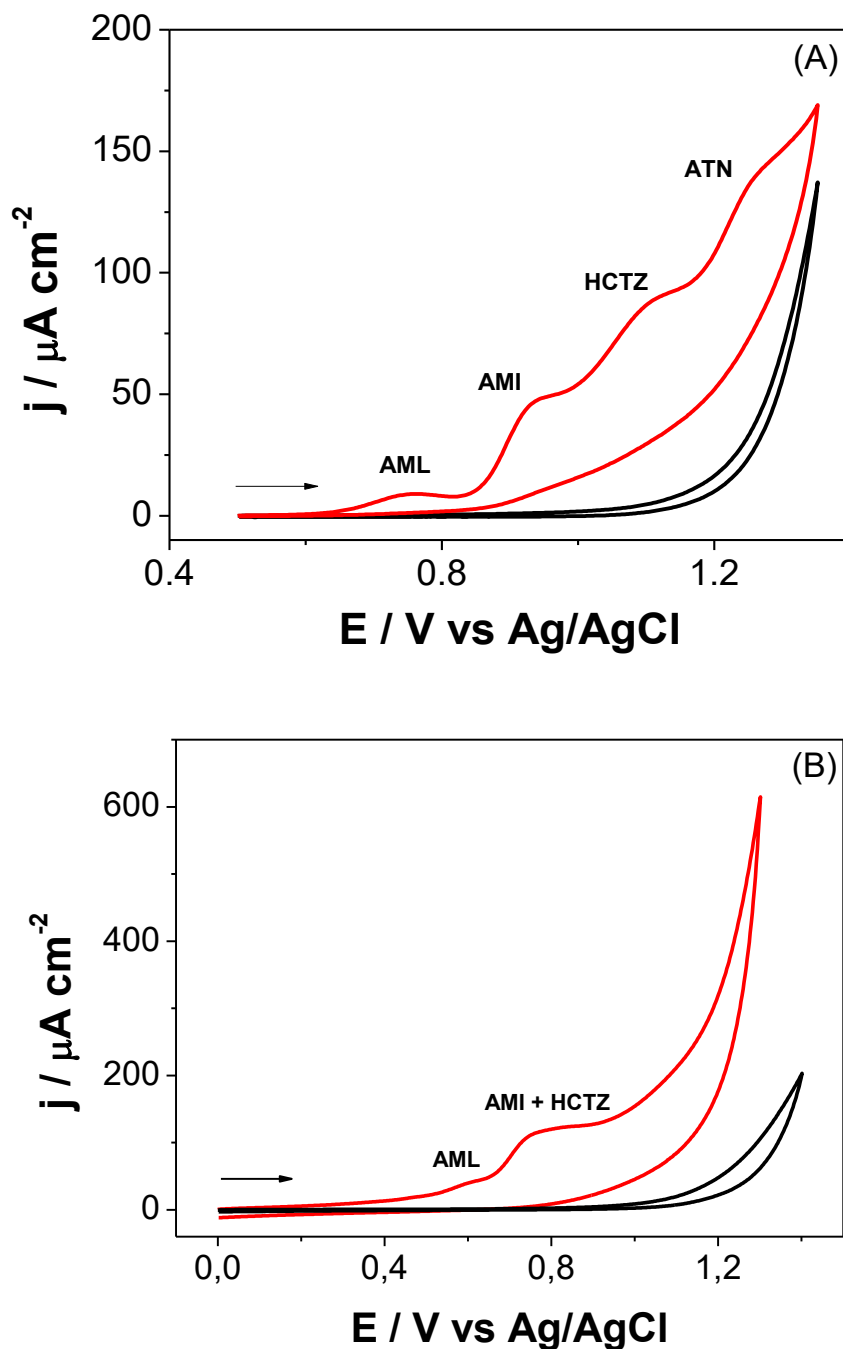 (A)
200
150
100
50
0
j / μA cm-2
ATN
HCTZ
AMI
AML
0.4 0.8 1.2
E / V vs Ag/AgCl
(B)
600
400
200
0
j / μA cm-2
AMI + HCTZ
AML
0,0 0,4 0,8 1,2
E / V vs Ag/AgCl